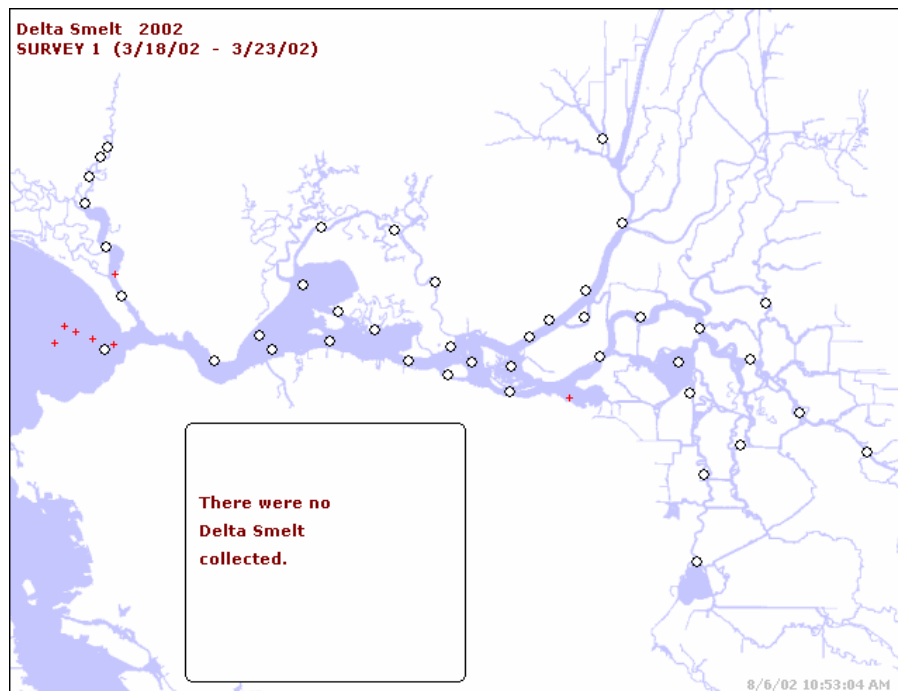 Delta Smelt 2002
SURVEY 1 (3/18/02 - 3/23/02)
There were no
Delta Smelt
collected.
8/6/02 10:53:04 AM